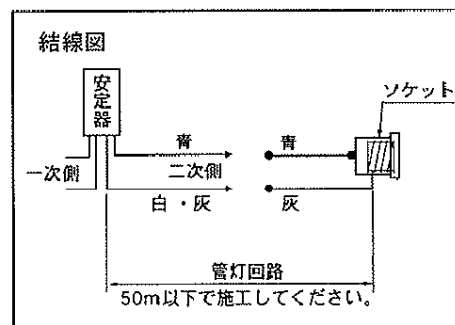 結線図
安定器
ソケット
青
青
一次側
二次側
白・灰
灰
管灯回路
50m以下で施工してください。